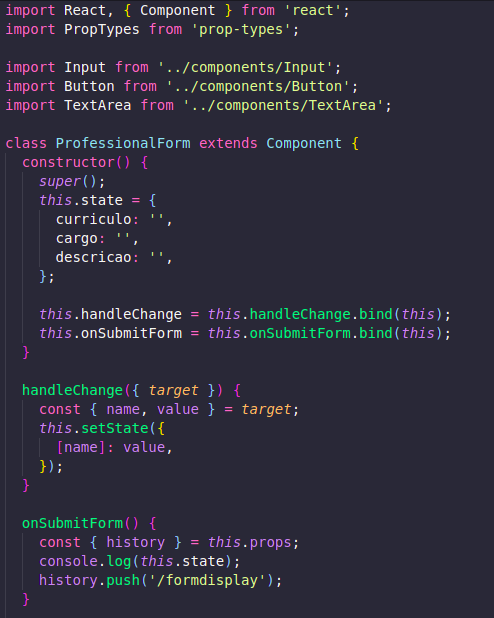 import React, { Component } from 'react';
import PropTypes from 'prop-types';

import Input from '../components/Input';
import Button from '../components/Button';
import TextArea from '../components/TextArea';

class ProfessionalForm extends Component {
  constructor() {
    super();
    this.state = {
      curriculo: '',
      cargo: '',
      descricao: '',
    };

    this.handleChange = this.handleChange.bind(this);
    this.onSubmitForm = this.onSubmitForm.bind(this);
  }

  handleChange({ target }) {
    const { name, value } = target;
    this.setState({
      [name]: value,
    });
  }

  onSubmitForm() {
    const { history } = this.props;
    console.log(this.state);
    history.push('/formdisplay');
  }